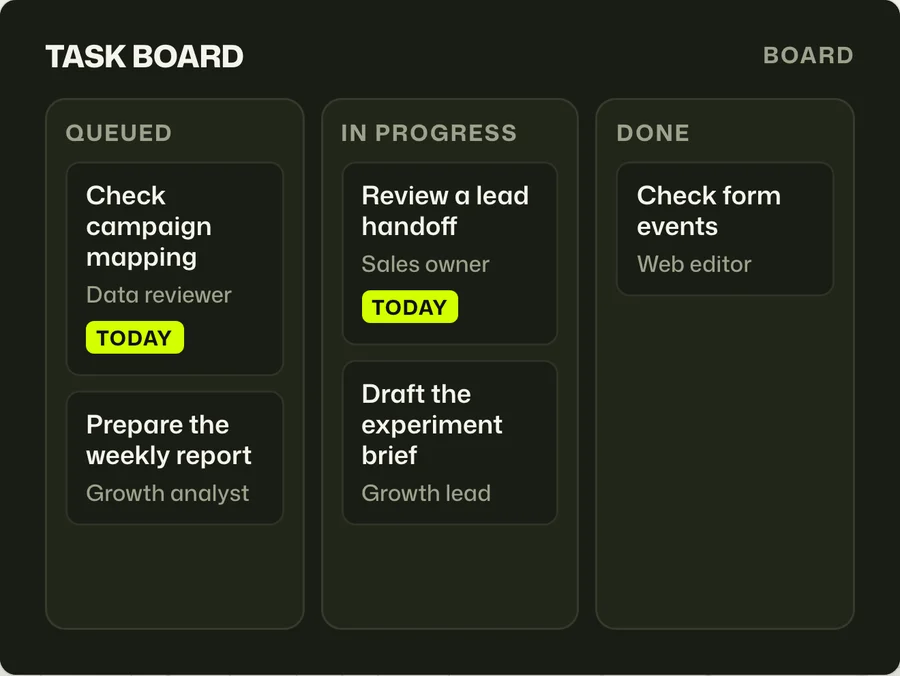 TASK BOARD
BOARD
QUEUED
Check
campaign
mapping
Data reviewer
TODAY
Prepare the
weekly report
Growth analyst
IN PROGRESS
Review a lead
handoff
Sales owner
TODAY
Draft the
experiment
brief
Growth lead
DONE
Check form
events
Web editor